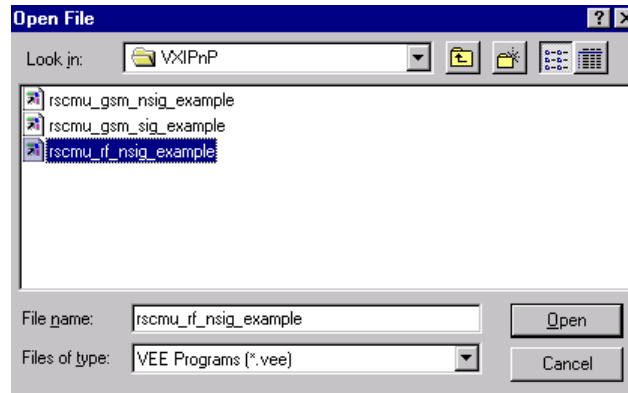 Open File
Look in: VXIPnP
rscmu_gsm_nsig_example
rscmu_gsm_sig_example
rscmu_rf_nsig_example
File name: rscmu_rf_nsig_example Open
Files of type: VEE Programs (*.vee) Cancel